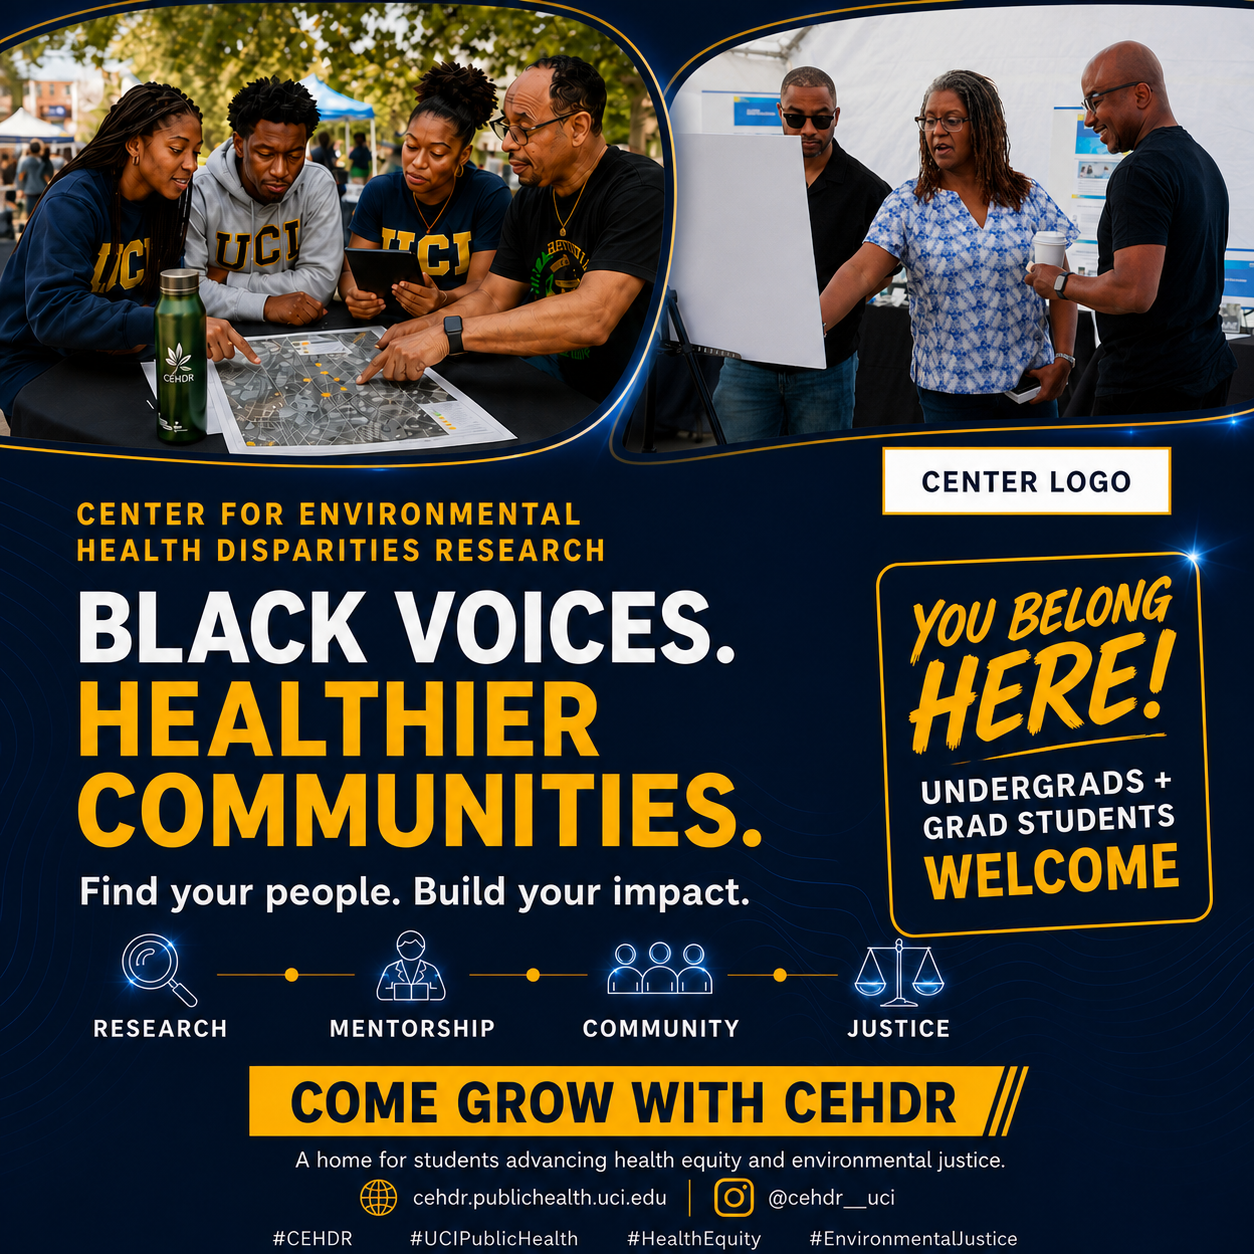 UCI
UCI
UCI
CEHDR
CENTER LOGO
CENTER FOR ENVIRONMENTAL
HEALTH DISPARITIES RESEARCH
BLACK VOICES.
HEALTHIER
COMMUNITIES.
Find your people. Build your impact.
YOU BELONG
HERE!
UNDERGRADS +
GRAD STUDENTS
WELCOME
RESEARCH
MENTORSHIP
COMMUNITY
JUSTICE
COME GROW WITH CEHDR
A home for students advancing health equity and environmental justice.
cehdr.publichealth.uci.edu
@cehdr__uci
#CEHDR #UCIPublicHealth #HealthEquity #EnvironmentalJustice